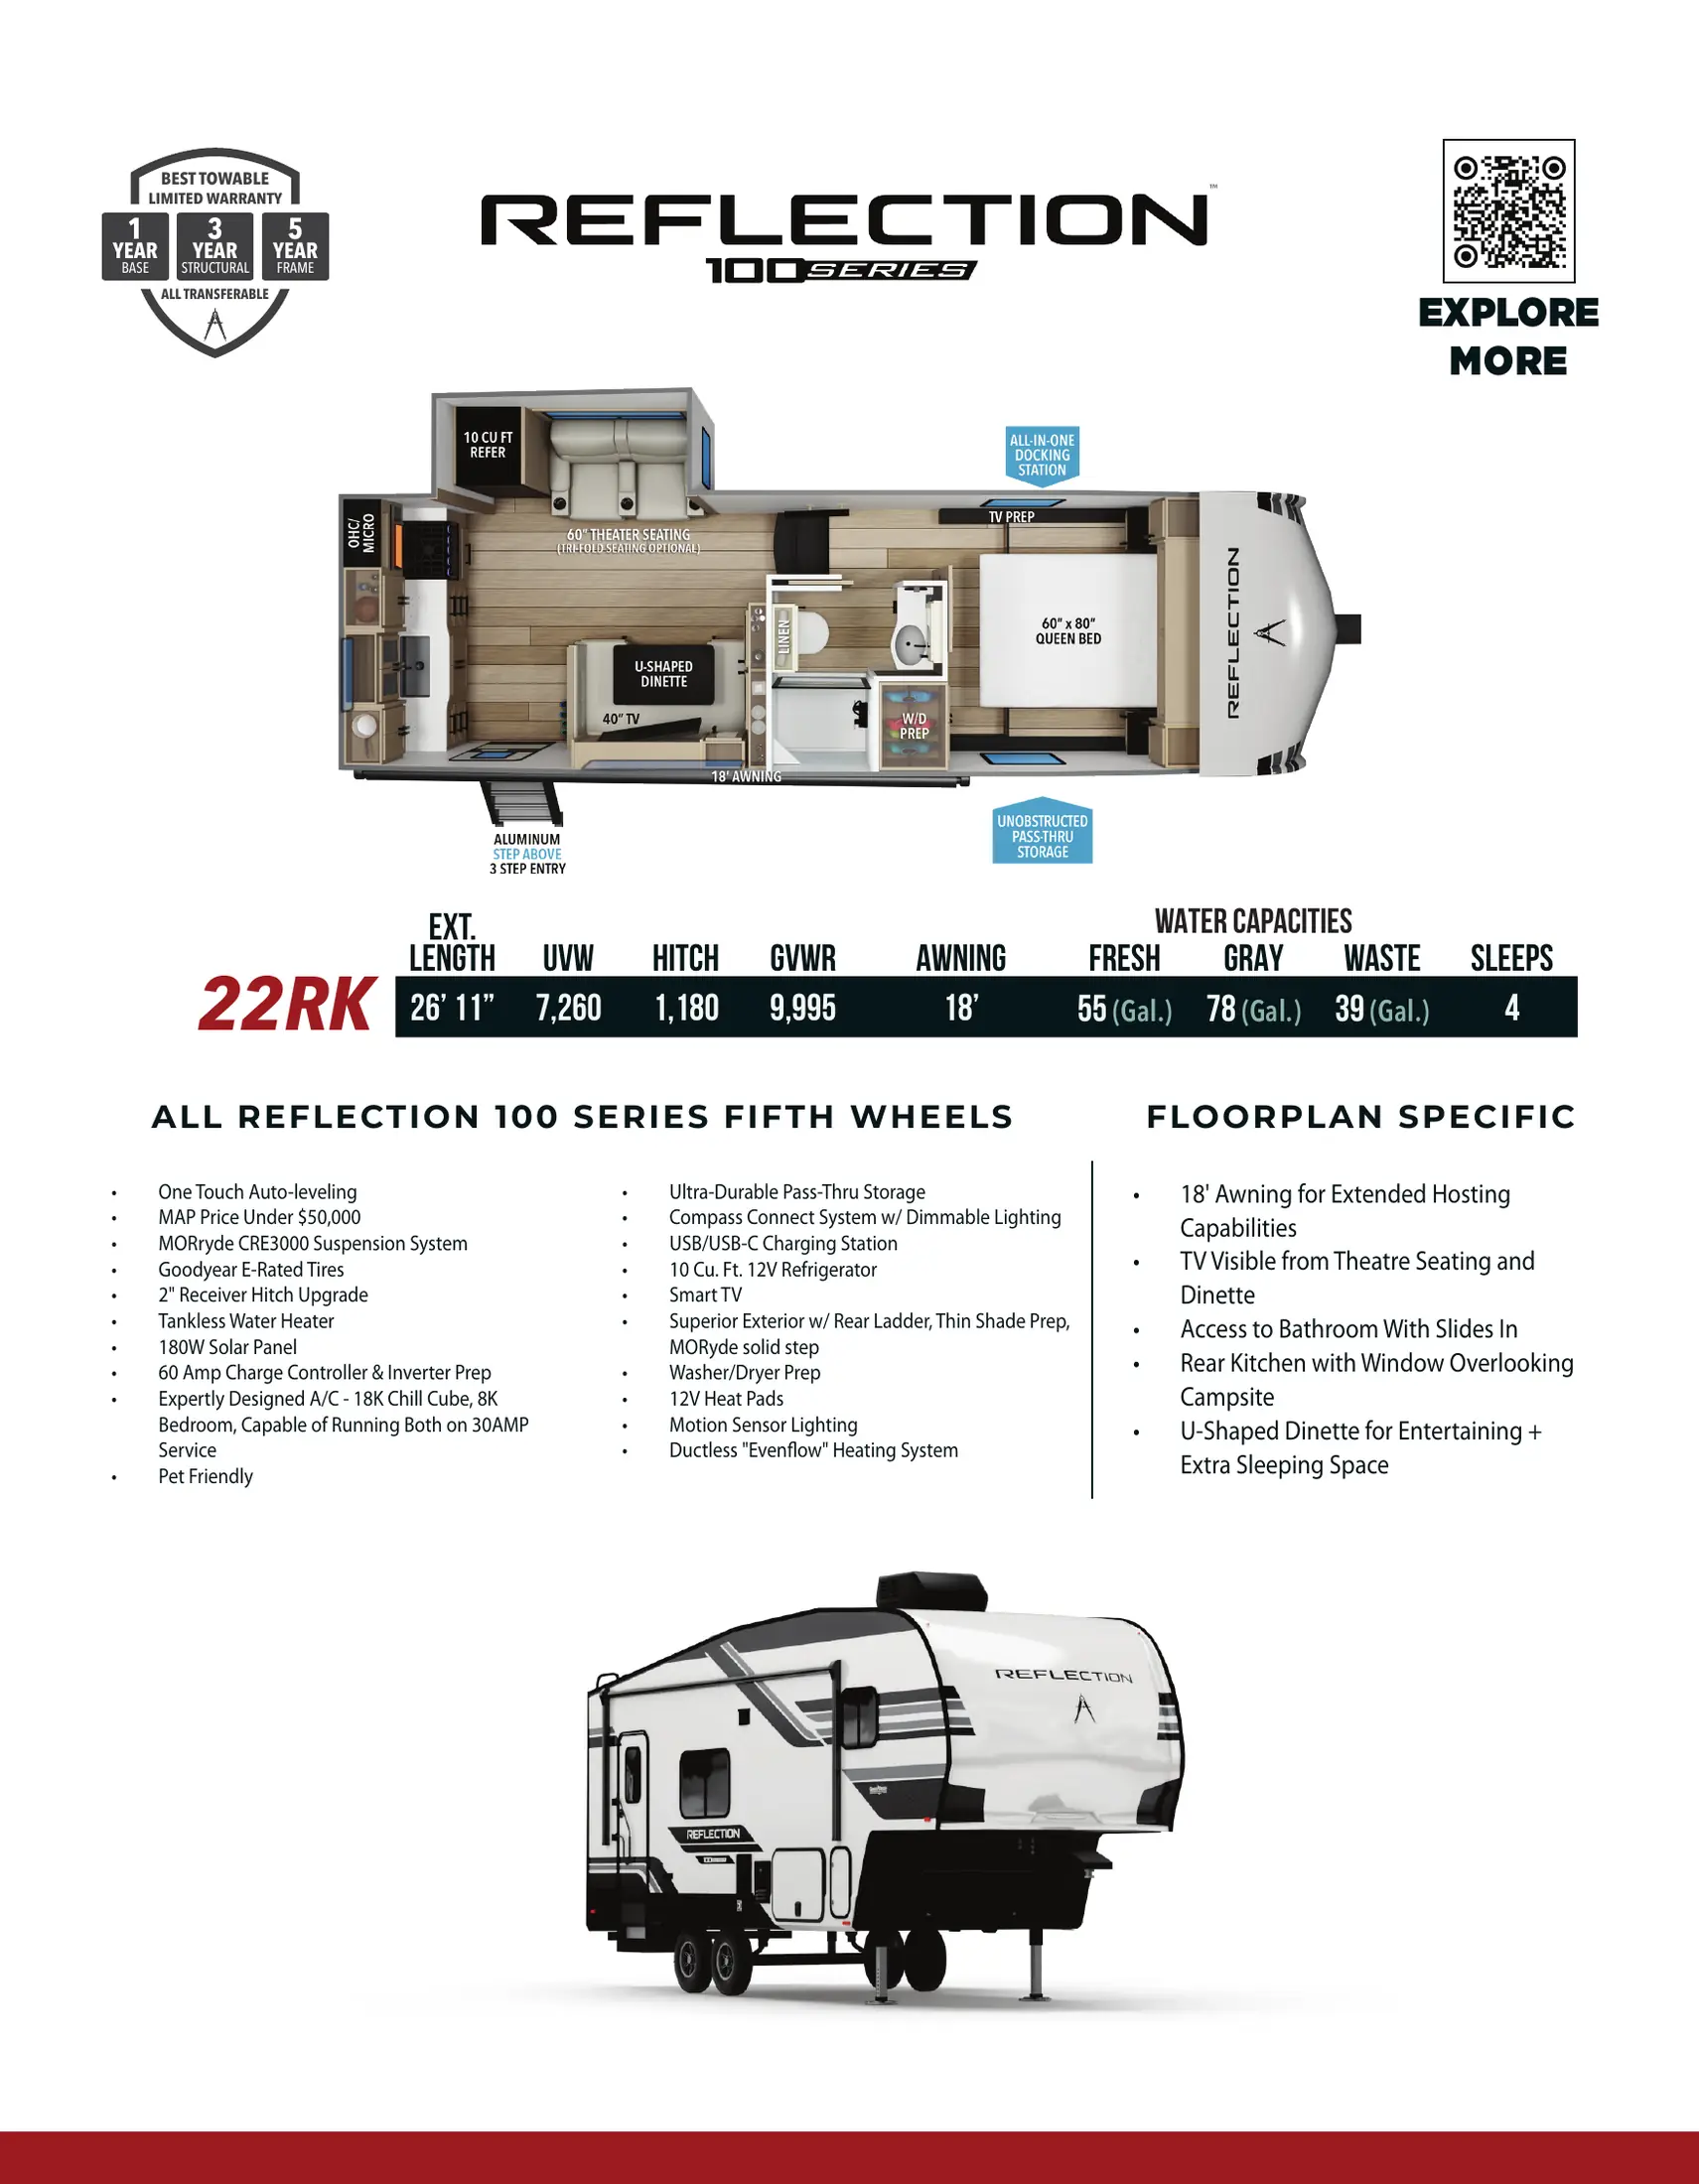 BEST TOWABLE
LIMITED WARRANTY
1 YEAR BASE
3 YEAR STRUCTURAL
5 YEAR FRAME
ALL TRANSFERABLE
REFLECTION™
100 SERIES
EXPLORE
MORE
10 CU FT
REFER
ALL-IN-ONE
DOCKING
STATION
OHC/
MICRO
60" THEATER SEATING
(TRI-FOLD SEATING OPTIONAL)
TV PREP
LINEN
60" x 80"
QUEEN BED
REFLECTION
U-SHAPED
DINETTE
40" TV
W/D
PREP
18' AWNING
UNOBSTRUCTED
PASS-THRU
STORAGE
ALUMINUM
STEP ABOVE
3 STEP ENTRY
WATER CAPACITIES
EXT. LENGTH UVW HITCH GVWR AWNING FRESH GRAY WASTE SLEEPS
22RK 26’ 11” 7,260 1,180 9,995 18’ 55 (Gal.) 78 (Gal.) 39 (Gal.) 4
ALL REFLECTION 100 SERIES FIFTH WHEELS
• One Touch Auto-leveling
• MAP Price Under $50,000
• MORryde CRE3000 Suspension System
• Goodyear E-Rated Tires
• 2" Receiver Hitch Upgrade
• Tankless Water Heater
• 180W Solar Panel
• 60 Amp Charge Controller & Inverter Prep
• Expertly Designed A/C - 18K Chill Cube, 8K
Bedroom, Capable of Running Both on 30AMP
Service
• Pet Friendly
• Ultra-Durable Pass-Thru Storage
• Compass Connect System w/ Dimmable Lighting
• USB/USB-C Charging Station
• 10 Cu. Ft. 12V Refrigerator
• Smart TV
• Superior Exterior w/ Rear Ladder, Thin Shade Prep,
MORyde solid step
• Washer/Dryer Prep
• 12V Heat Pads
• Motion Sensor Lighting
• Ductless "Evenflow" Heating System
FLOORPLAN SPECIFIC
• 18' Awning for Extended Hosting
Capabilities
• TV Visible from Theatre Seating and
Dinette
• Access to Bathroom With Slides In
• Rear Kitchen with Window Overlooking
Campsite
• U-Shaped Dinette for Entertaining +
Extra Sleeping Space
REFLECTION
REFLECTION